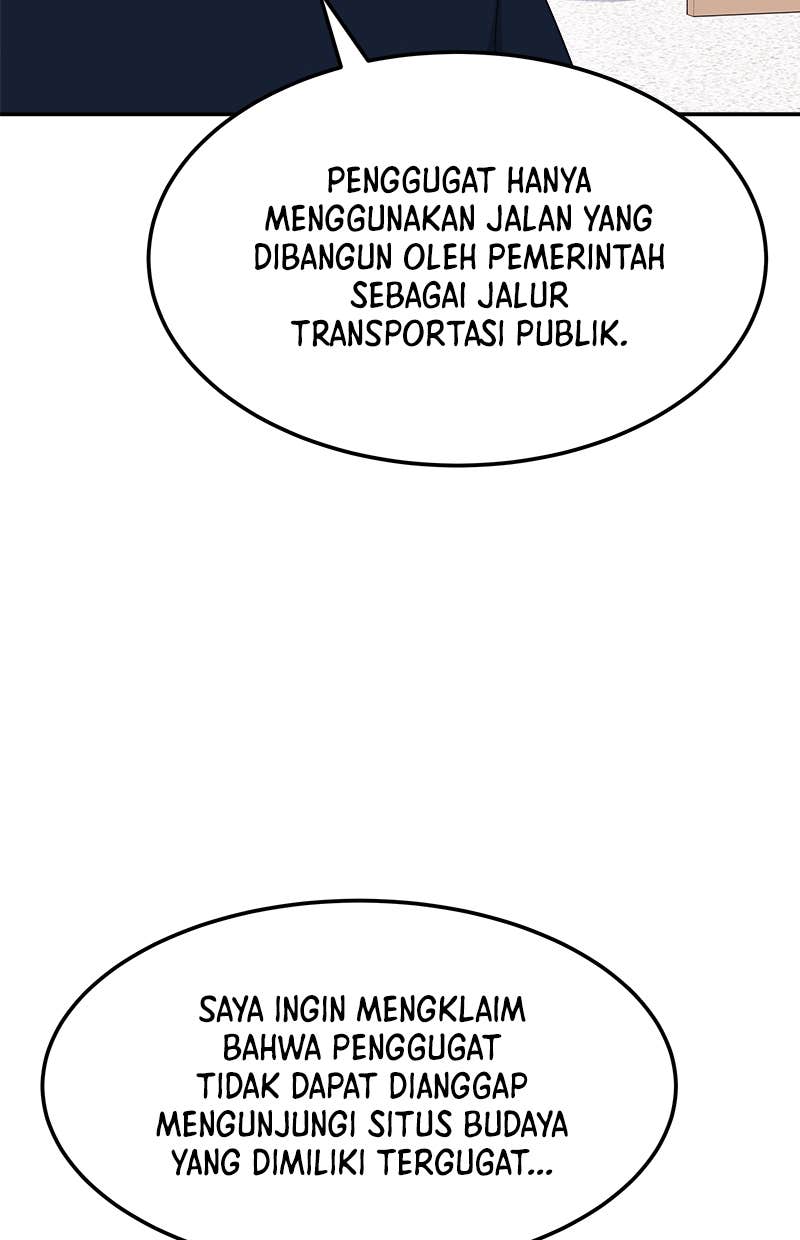 PENGGUGAT HANYA
MENGGUNAKAN JALAN YANG
DIBANGUN OLEH PEMERINTAH
SEBAGAI JALUR
TRANSPORTASI PUBLIK.
SAYA INGIN MENGKLAIM
BAHWA PENGGUGAT
TIDAK DAPAT DIANGGAP
MENGUNJUNGI SITUS BUDAYA
YANG DIMILIKI TERGUGAT...